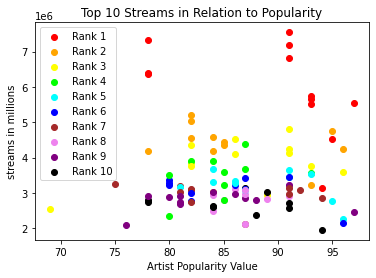 Top 10 Streams in Relation to Popularity
1e6
Rank 1
Rank 2
Rank 3
Rank 4
Rank 5
Rank 6
Rank 7
Rank 8
Rank 9
Rank 10
streams in millions
7
6
5
4
3
2
70 75 80 85 90 95
Artist Popularity Value